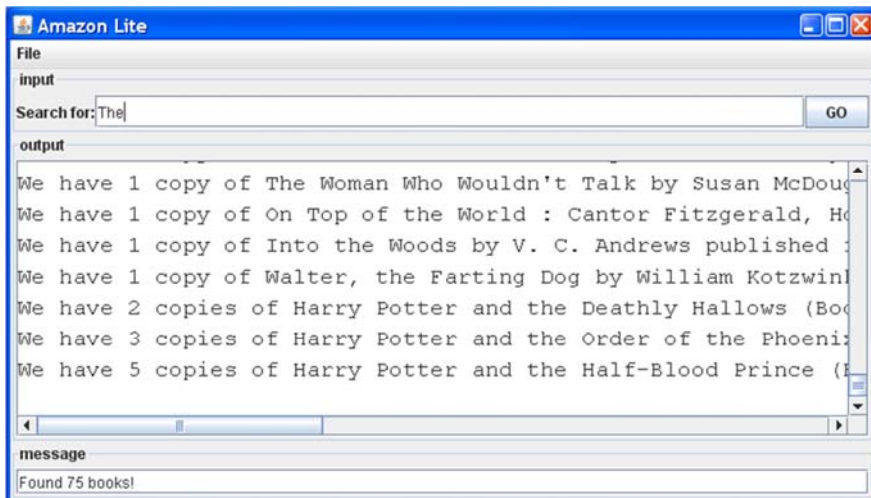 Amazon Lite
File
input
Search for: The
GO
output
We have 1 copy of The Woman Who Wouldn't Talk by Susan McDoug
We have 1 copy of On Top of the World : Cantor Fitzgerald, Ho
We have 1 copy of Into the Woods by V. C. Andrews published
We have 1 copy of Walter, the Farting Dog by William Kotzwink
We have 2 copies of Harry Potter and the Deathly Hallows (Boo
We have 3 copies of Harry Potter and the Order of the Phoenix
We have 5 copies of Harry Potter and the Half-Blood Prince (
message
Found 75 books!